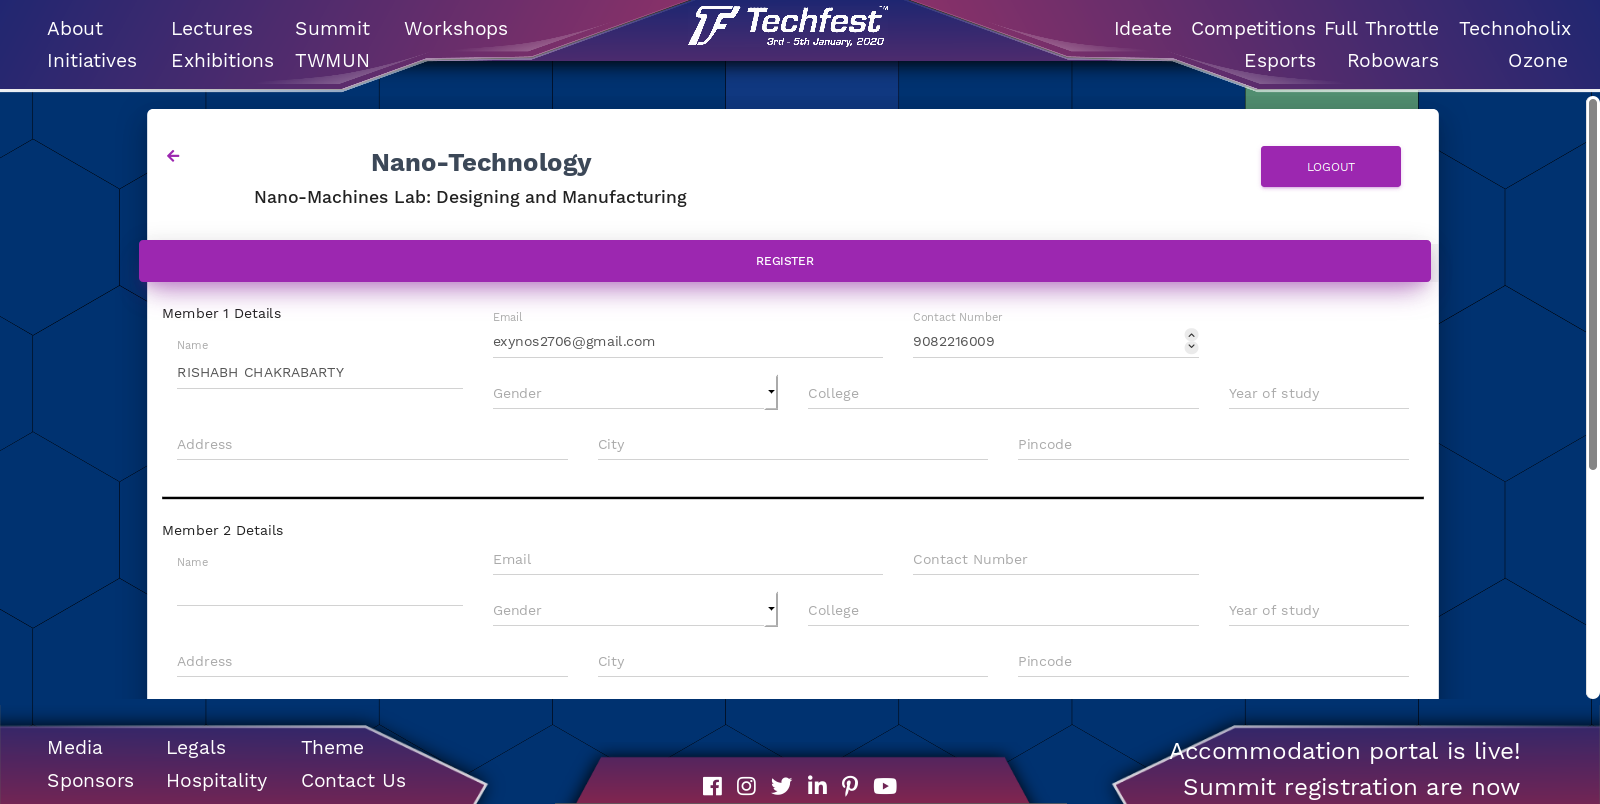 About Lectures Summit Workshops
Initiatives Exhibitions TWMUN
Techfest™
3rd - 5th January, 2020
Ideate Competitions Full Throttle Technoholix
Esports Robowars Ozone
Nano-Technology
Nano-Machines Lab: Designing and Manufacturing
LOGOUT
REGISTER
Member 1 Details
Name
RISHABH CHAKRABARTY
Email
exynos2706@gmail.com
Contact Number
9082216009
Gender
College
Year of study
Address
City
Pincode
Member 2 Details
Name
Email
Contact Number
Gender
College
Year of study
Address
City
Pincode
Media Legals Theme
Sponsors Hospitality Contact Us
Accommodation portal is live!
Summit registration are now